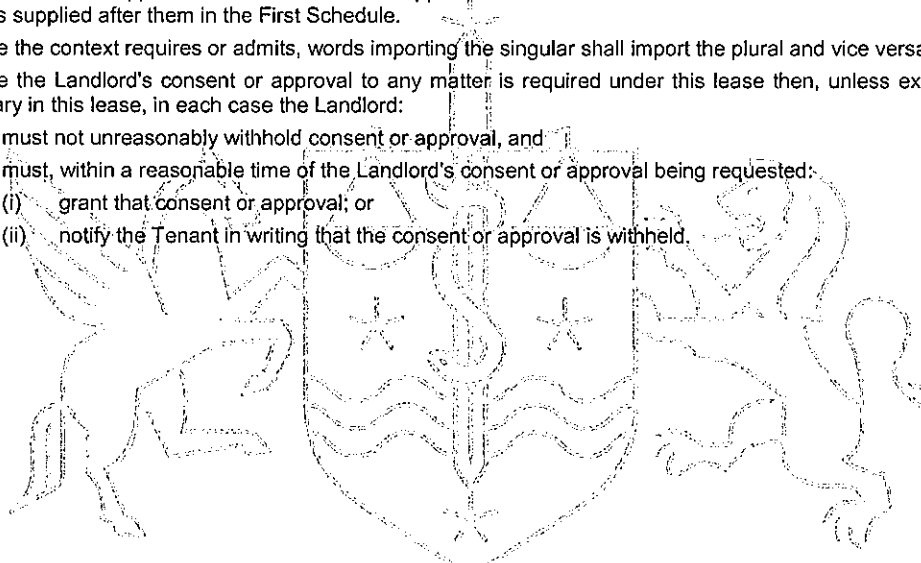 s supplied after them in the First Schedule.
e the context requires or admits, words importing the singular shall import the plural and vice versa
e the Landlord's consent or approval to any matter is required under this lease then, unless ex
ary in this lease, in each case the Landlord:
must not unreasonably withhold consent or approval, and
must, within a reasonable time of the Landlord's consent or approval being requested:
(i) grant that consent or approval; or
(ii) notify the Tenant in writing that the consent or approval is withheld.